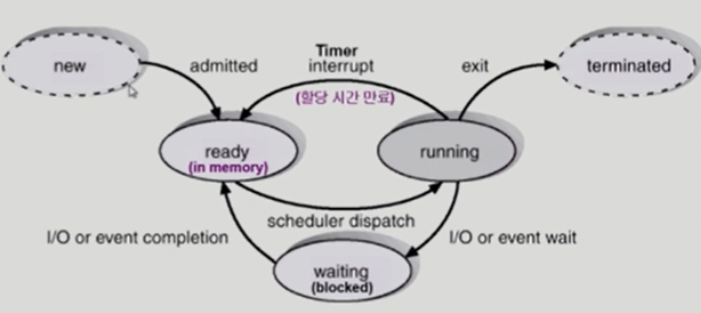 new
admitted
Timer
interrupt
(할당 시간 만료)
exit
terminated
ready
(in memory)
running
scheduler dispatch
I/O or event completion
I/O or event wait
waiting
(blocked)